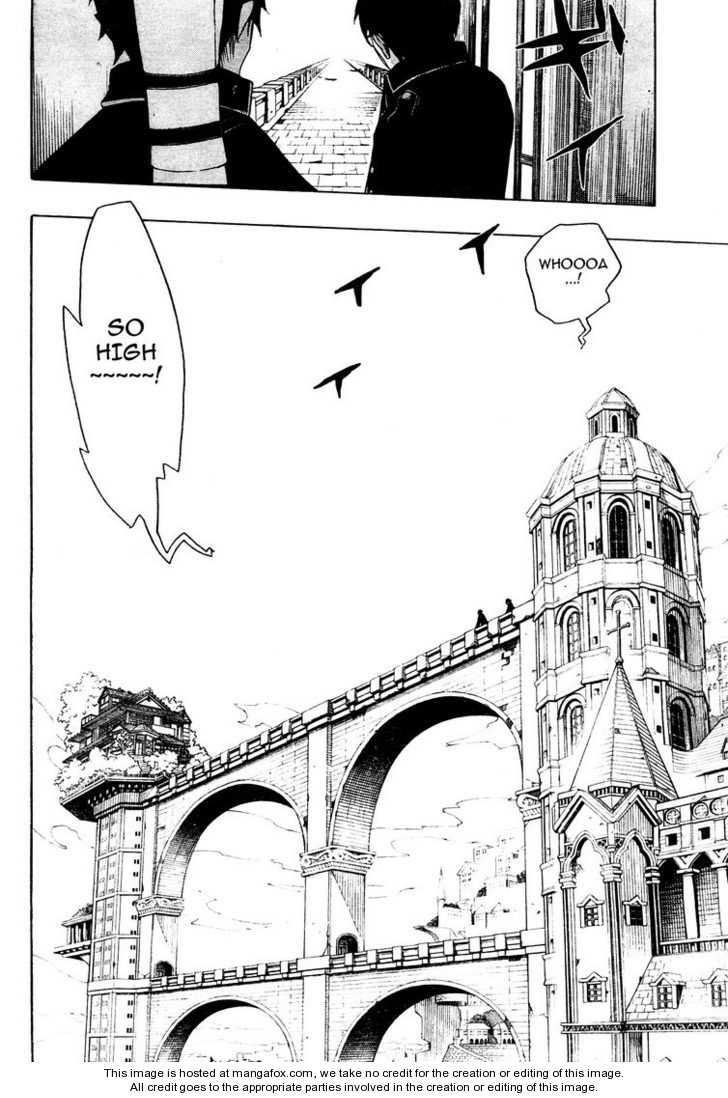 WHOOOA
...!
SO
HIGH
~~~~~!
This image is hosted at mangafox.com, we take no credit for the creation or editing of this image.
All credit goes to the appropriate parties involved in the creation or editing of this image.